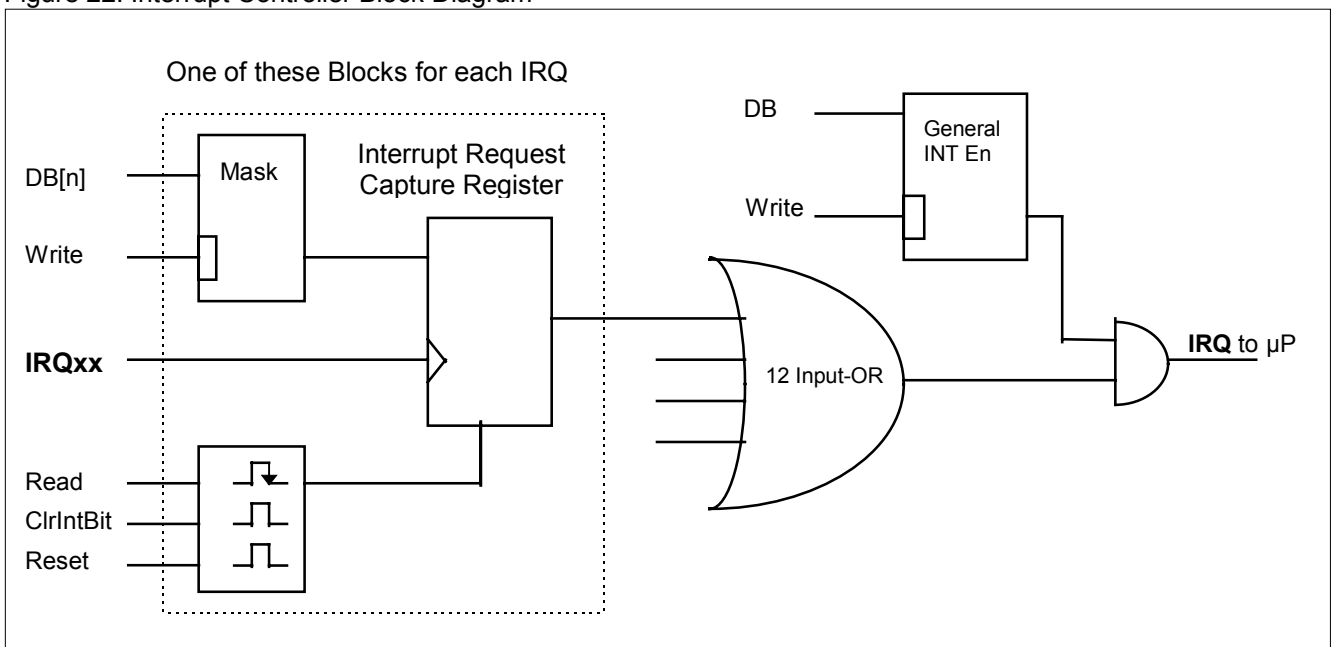 Figure 22. Interrupt Controller Block Diagram
One of these Blocks for each IRQ
DB[n]
Write
Mask
Interrupt Request
Capture Register
IRQxx
Read
ClrIntBit
Reset
DB
Write
General
INT En
12 Input-OR
IRQ to µP